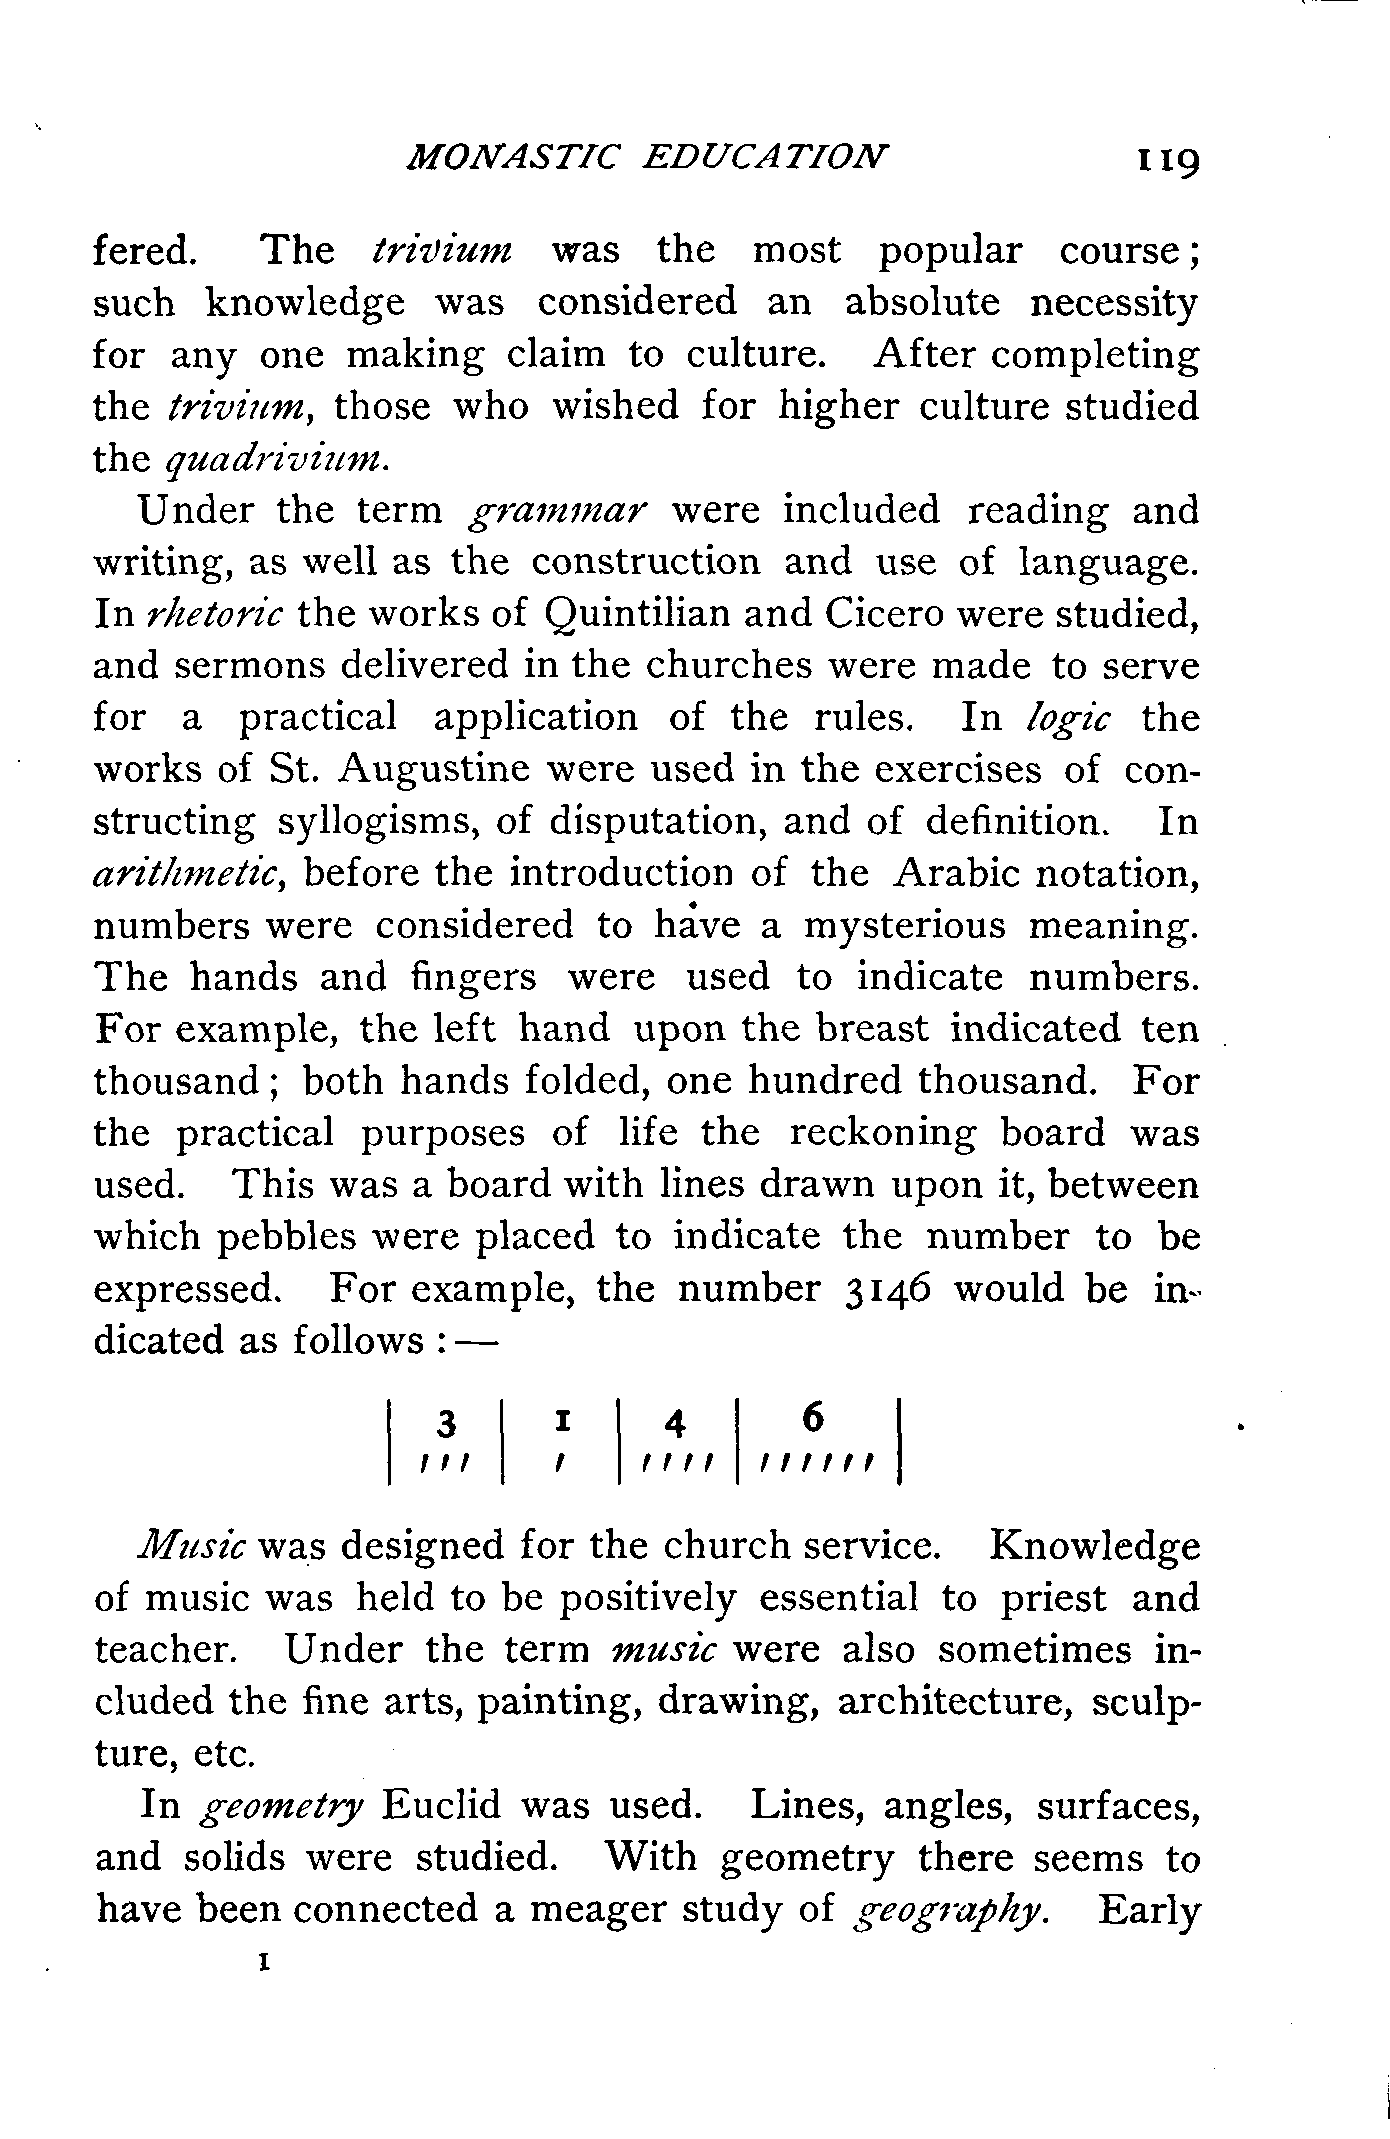 MONASTIC EDUCATION 119
fered. The trivium was the most popular course;
such knowledge was considered an absolute necessity
for any one making claim to culture. After completing
the trivium, those who wished for higher culture studied
the quadrivium.
Under the term grammar were included reading and
writing, as well as the construction and use of language.
In rhetoric the works of Quintilian and Cicero were studied,
and sermons delivered in the churches were made to serve
for a practical application of the rules. In logic the
works of St. Augustine were used in the exercises of con-
structing syllogisms, of disputation, and of definition. In
arithmetic, before the introduction of the Arabic notation,
numbers were considered to have a mysterious meaning.
The hands and fingers were used to indicate numbers.
For example, the left hand upon the breast indicated ten
thousand; both hands folded, one hundred thousand. For
the practical purposes of life the reckoning board was
used. This was a board with lines drawn upon it, between
which pebbles were placed to indicate the number to be
expressed. For example, the number 3146 would be in-
dicated as follows:—
| 3 | 1 | 4 | 6 |
| ''' | ' | '''' | '''''' |
Music was designed for the church service. Knowledge
of music was held to be positively essential to priest and
teacher. Under the term music were also sometimes in-
cluded the fine arts, painting, drawing, architecture, sculp-
ture, etc.
In geometry Euclid was used. Lines, angles, surfaces,
and solids were studied. With geometry there seems to
have been connected a meager study of geography. Early
I